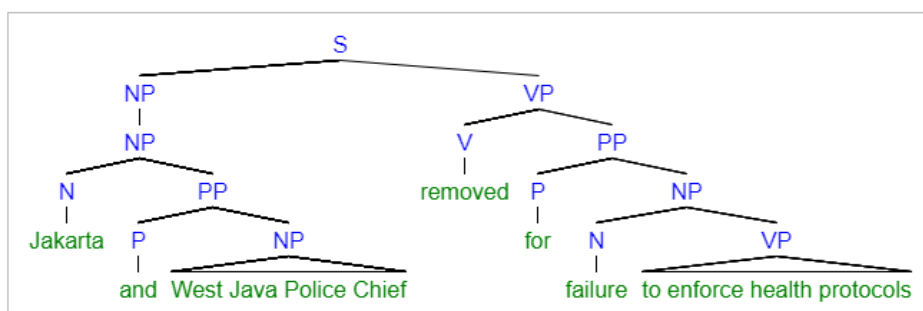 S
NP VP
NP V PP
N PP removed P NP
Jakarta P NP for N VP
and West Java Police Chief failure to enforce health protocols